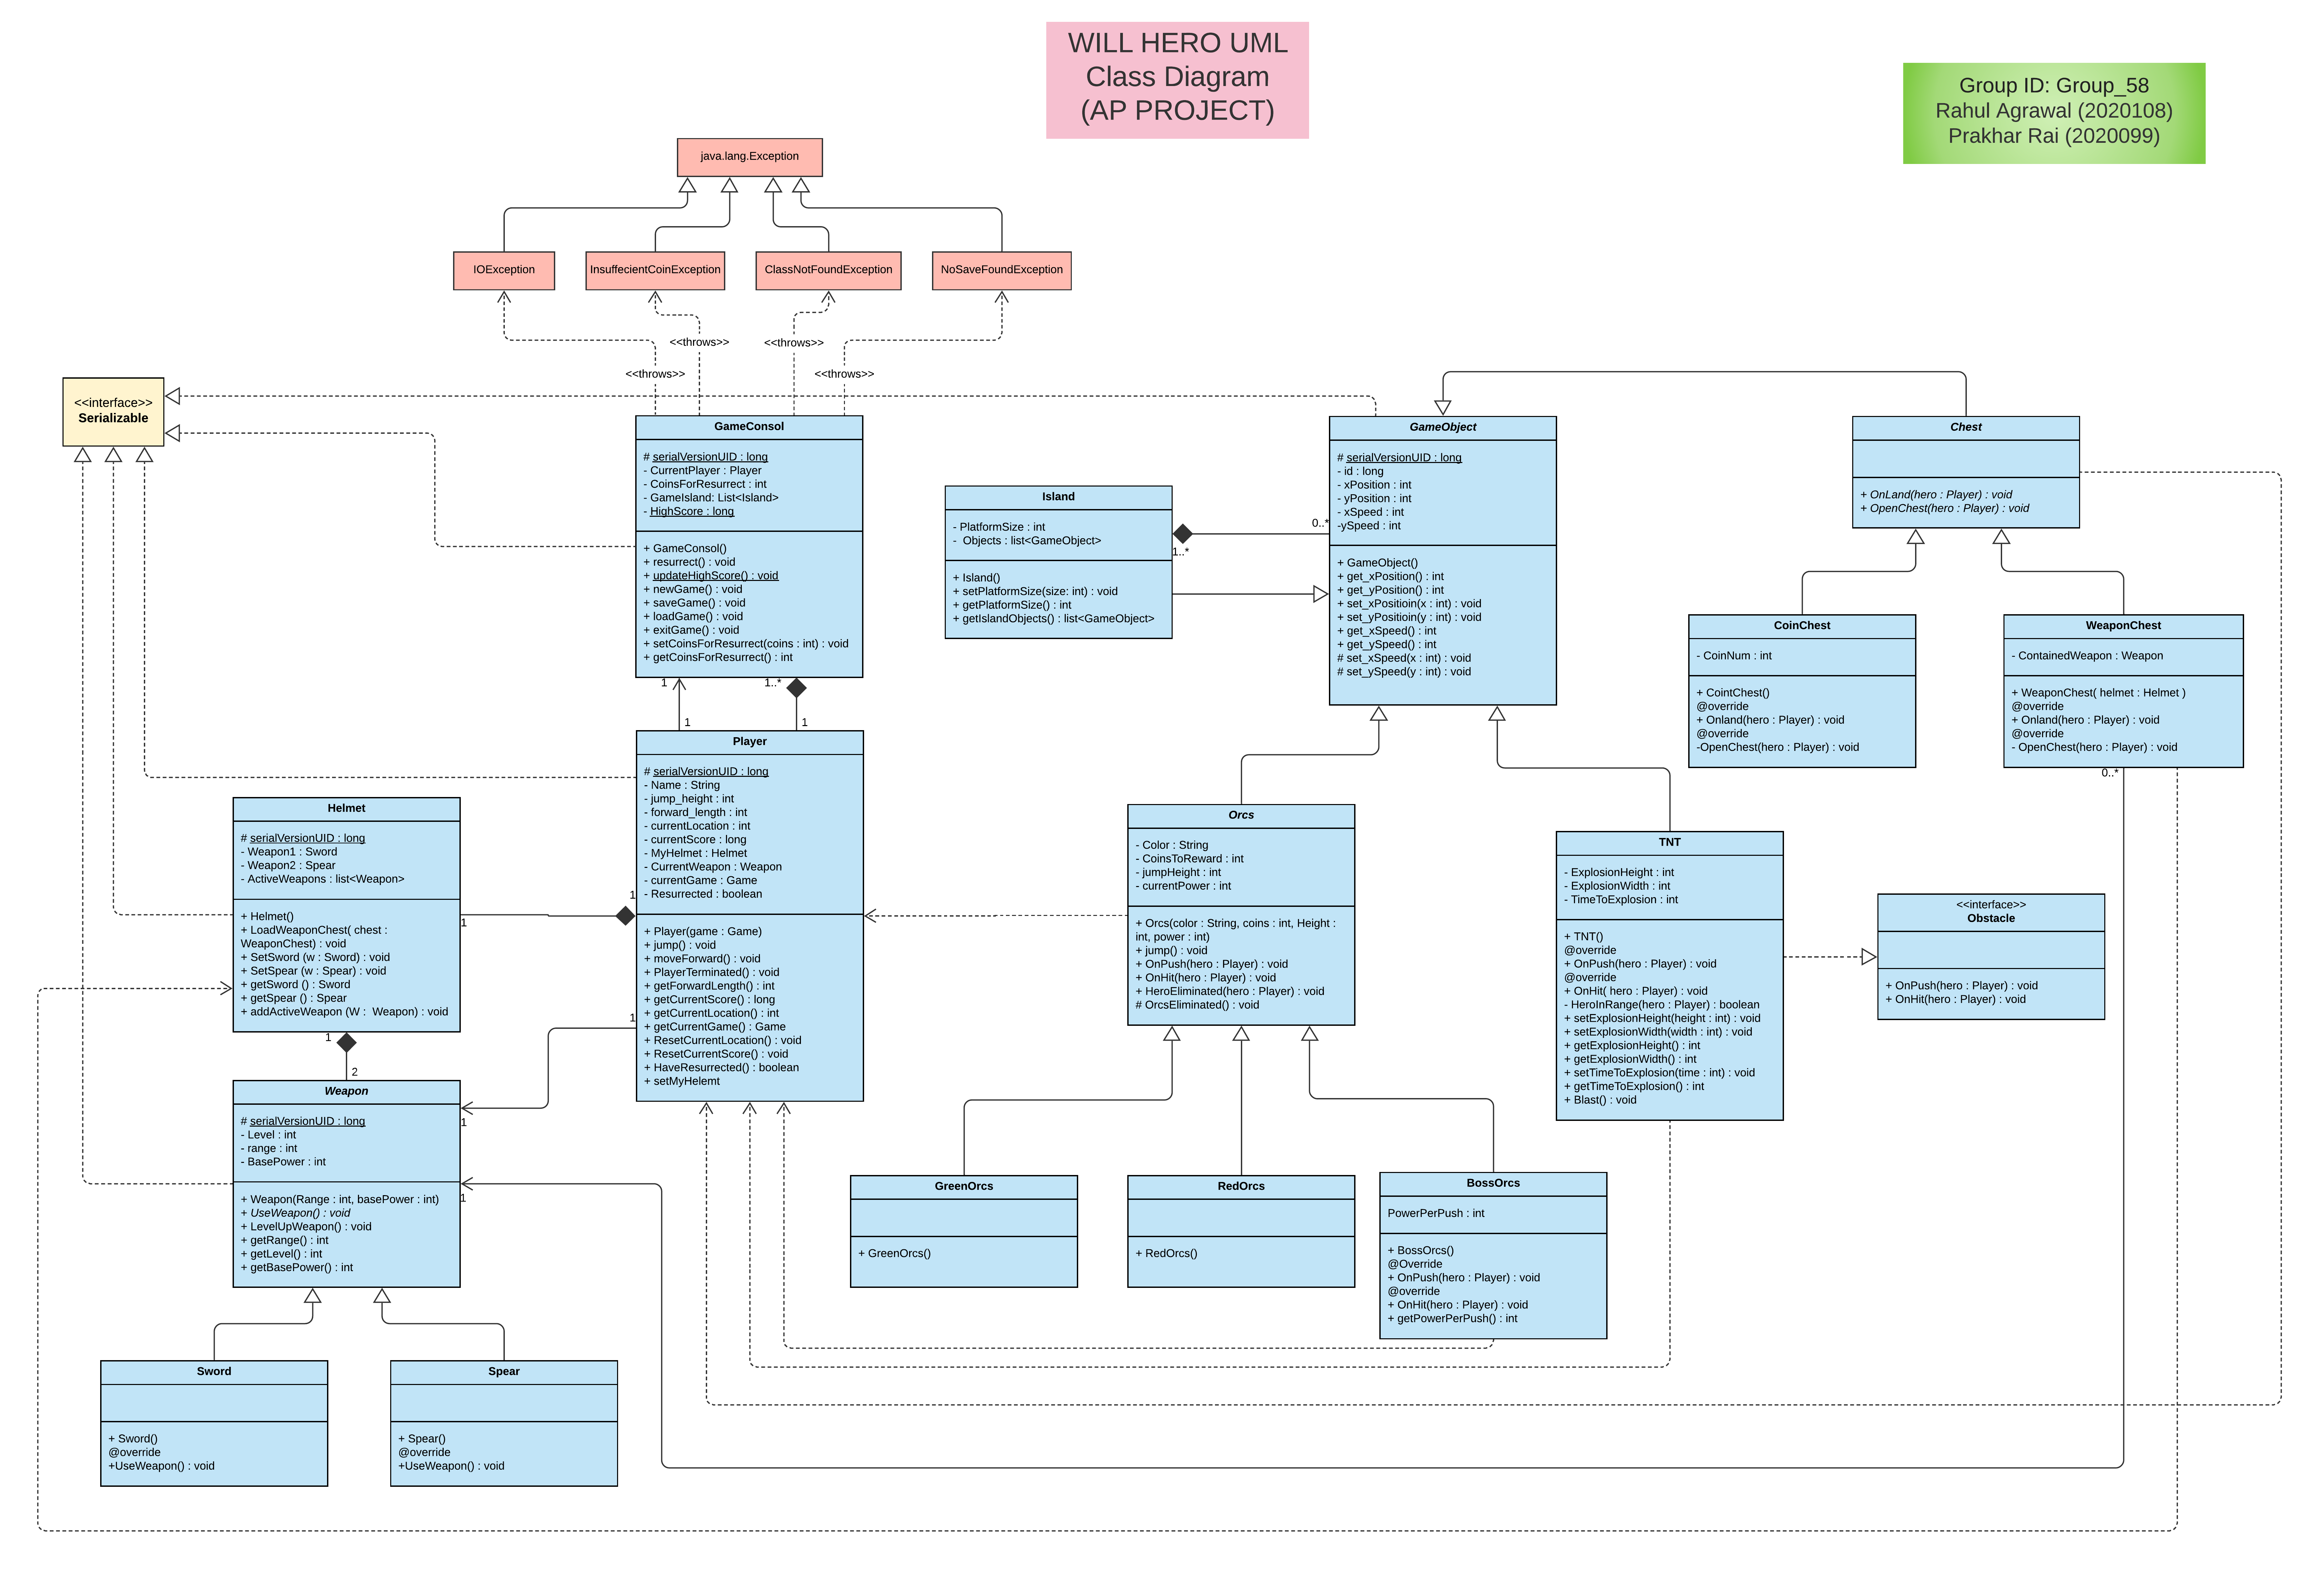 WILL HERO UML
Class Diagram
(AP PROJECT)
Group ID: Group_58
Rahul Agrawal (2020108)
Prakhar Rai (2020099)
java.lang.Exception
IOException
InsuffecientCoinException
ClassNotFoundException
NoSaveFoundException
<<throws>>
<<throws>>
<<throws>>
<<throws>>
<<interface>>
Serializable
GameConsol
# serialVersionUID : long
- CurrentPlayer : Player
- CoinsForResurrect : int
- GameIsland: List<Island>
- HighScore : long
+ GameConsol()
+ resurrect() : void
+ updateHighScore() : void
+ newGame() : void
+ saveGame() : void
+ loadGame() : void
+ exitGame() : void
+ setCoinsForResurrect(coins : int) : void
+ getCoinsForResurrect() : int
1
1..*
1
1
Island
- PlatformSize : int
- Objects : list<GameObject>
+ Island()
+ setPlatformSize(size: int) : void
+ getPlatformSize() : int
+ getIslandObjects() : list<GameObject>
0..*
1..*
GameObject
# serialVersionUID : long
- id : long
- xPosition : int
- yPosition : int
- xSpeed : int
-ySpeed : int
+ GameObject()
+ get_xPosition() : int
+ get_yPosition() : int
+ set_xPositioin(x : int) : void
+ set_yPositioin(y : int) : void
+ get_xSpeed() : int
+ get_ySpeed() : int
# set_xSpeed(x : int) : void
# set_ySpeed(y : int) : void
Chest
+ OnLand(hero : Player) : void
+ OpenChest(hero : Player) : void
CoinChest
- CoinNum : int
+ CointChest()
@override
+ Onland(hero : Player) : void
@override
-OpenChest(hero : Player) : void
WeaponChest
- ContainedWeapon : Weapon
+ WeaponChest( helmet : Helmet )
@override
+ Onland(hero : Player) : void
@override
- OpenChest(hero : Player) : void
0..*
Player
# serialVersionUID : long
- Name : String
- jump_height : int
- forward_length : int
- currentLocation : int
- currentScore : long
- MyHelmet : Helmet
- CurrentWeapon : Weapon
- currentGame : Game
- Resurrected : boolean
+ Player(game : Game)
+ jump() : void
+ moveForward() : void
+ PlayerTerminated() : void
+ getForwardLength() : int
+ getCurrentScore() : long
+ getCurrentLocation() : int
+ getCurrentGame() : Game
+ ResetCurrentLocation() : void
+ ResetCurrentScore() : void
+ HaveResurrected() : boolean
+ setMyHelemt
Helmet
# serialVersionUID : long
- Weapon1 : Sword
- Weapon2 : Spear
- ActiveWeapons : list<Weapon>
+ Helmet()
+ LoadWeaponChest( chest :
WeaponChest) : void
+ SetSword (w : Sword) : void
+ SetSpear (w : Spear) : void
+ getSword () : Sword
+ getSpear () : Spear
+ addActiveWeapon (W : Weapon) : void
1
1
1
1
2
1
1
Weapon
# serialVersionUID : long
- Level : int
- range : int
- BasePower : int
+ Weapon(Range : int, basePower : int)
+ UseWeapon() : void
+ LevelUpWeapon() : void
+ getRange() : int
+ getLevel() : int
+ getBasePower() : int
Sword
+ Sword()
@override
+UseWeapon() : void
Spear
+ Spear()
@override
+UseWeapon() : void
Orcs
- Color : String
- CoinsToReward : int
- jumpHeight : int
- currentPower : int
+ Orcs(color : String, coins : int, Height :
int, power : int)
+ jump() : void
+ OnPush(hero : Player) : void
+ OnHit(hero : Player) : void
+ HeroEliminated(hero : Player) : void
# OrcsEliminated() : void
TNT
- ExplosionHeight : int
- ExplosionWidth : int
- TimeToExplosion : int
+ TNT()
@override
+ OnPush(hero : Player) : void
@override
+ OnHit( hero : Player) : void
- HeroInRange(hero : Player) : boolean
+ setExplosionHeight(height : int) : void
+ setExplosionWidth(width : int) : void
+ getExplosionHeight() : int
+ getExplosionWidth() : int
+ setTimeToExplosion(time : int) : void
+ getTimeToExplosion() : int
+ Blast() : void
<<interface>>
Obstacle
+ OnPush(hero : Player) : void
+ OnHit(hero : Player) : void
GreenOrcs
+ GreenOrcs()
RedOrcs
+ RedOrcs()
BossOrcs
PowerPerPush : int
+ BossOrcs()
@Override
+ OnPush(hero : Player) : void
@override
+ OnHit(hero : Player) : void
+ getPowerPerPush() : int